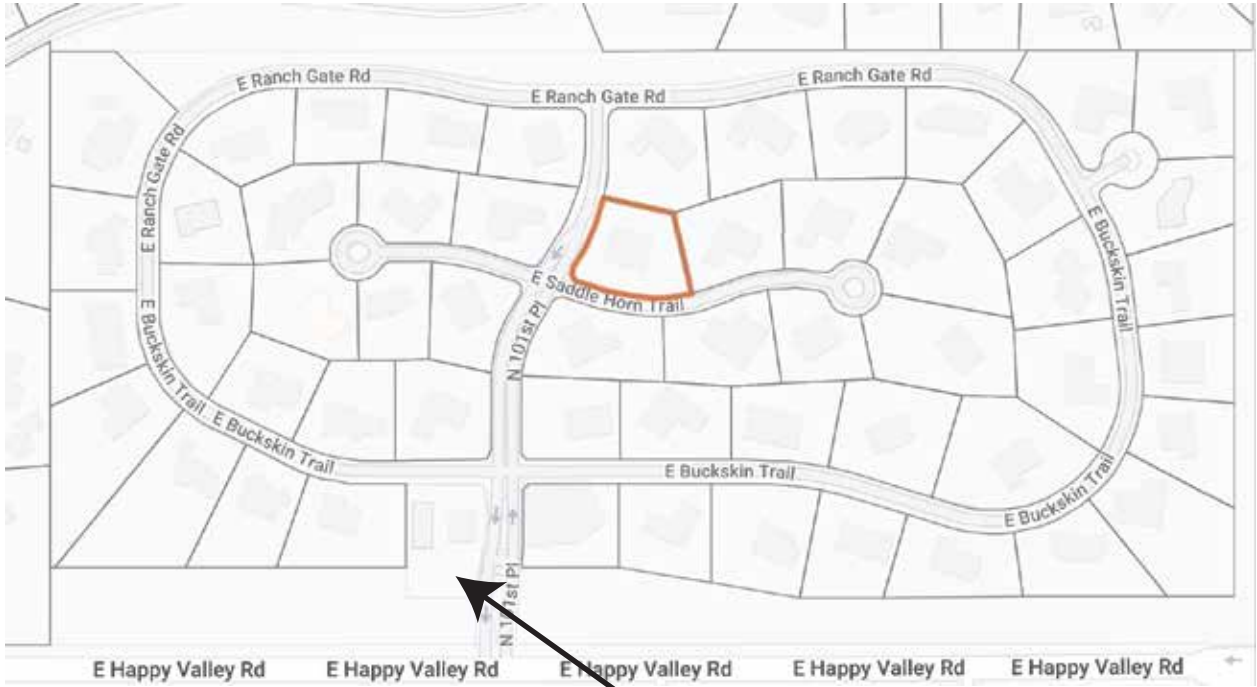 E Ranch Gate Rd
E Ranch Gate Rd
E Ranch Gate Rd
E Ranch Gate Rd
E Buckskin Trail
E Saddle Horn Trail
N 101st Pl
E Buckskin Trail
E Buckskin Trail
E Buckskin Trail
E Buckskin Trail
N 101st Pl
E Happy Valley Rd E Happy Valley Rd E Happy Valley Rd E Happy Valley Rd E Happy Valley Rd